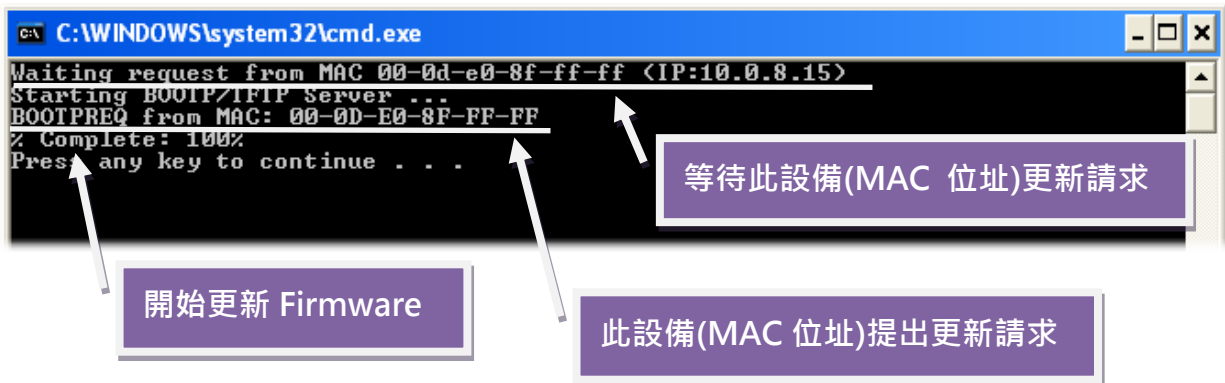 C:\WINDOWS\system32\cmd.exe
Waiting request from MAC 00-0d-e0-8f-ff-ff (IP:10.0.8.15)
Starting BOOTP/TFTP Server ...
BOOTPREQ from MAC: 00-0D-E0-8F-FF-FF
% Complete: 100%
Press any key to continue . . .
等待此設備(MAC 位址)更新請求
開始更新 Firmware
此設備(MAC 位址)提出更新請求